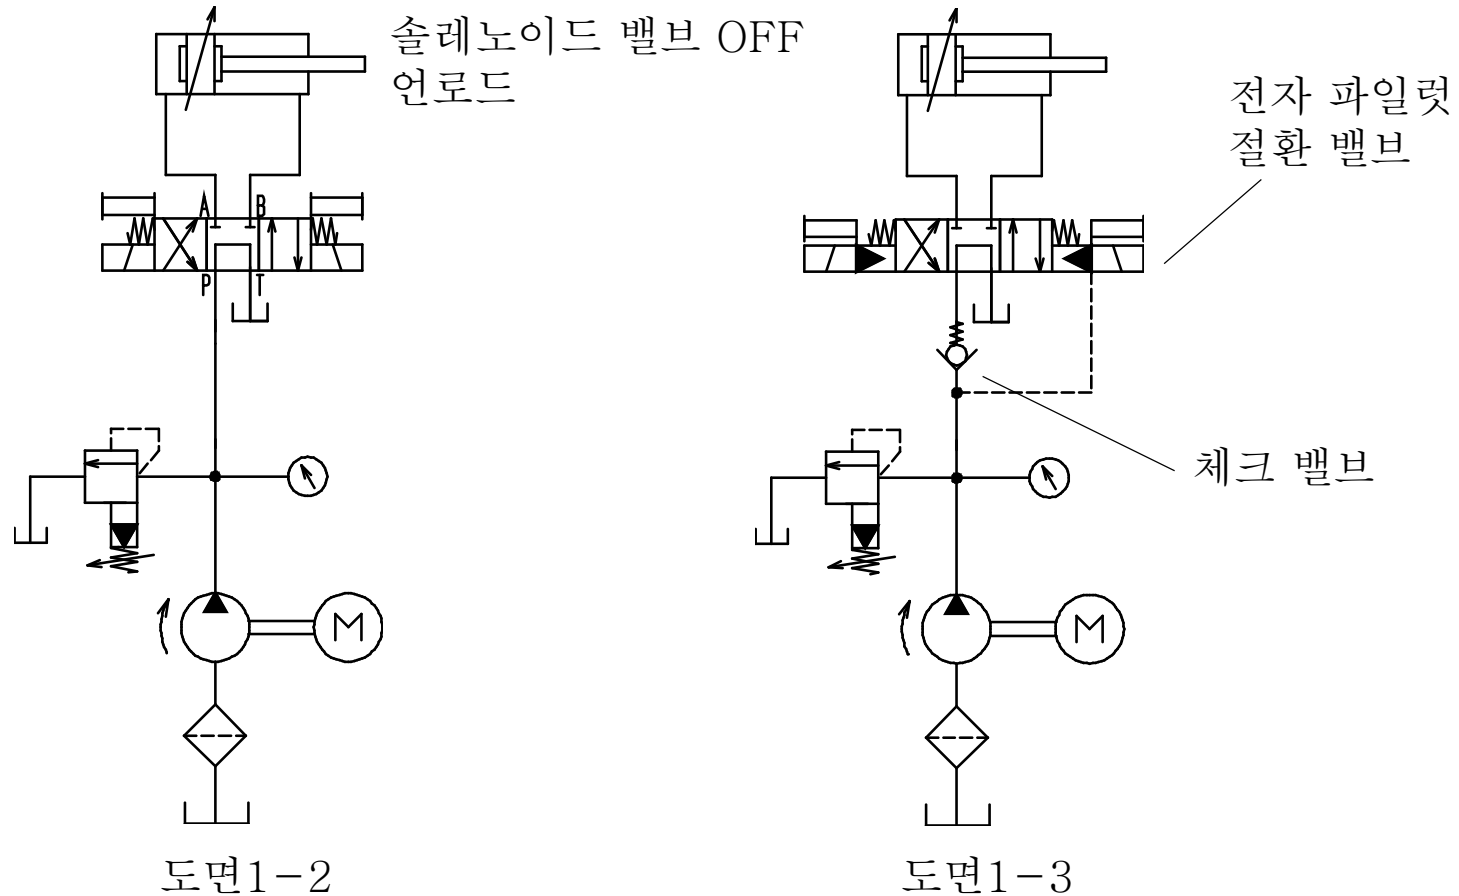 솔레노이드 밸브 OFF
언로드
전자 파일럿
절환 밸브
A B
P T
체크 밸브
M
M
도면1-2
도면1-3